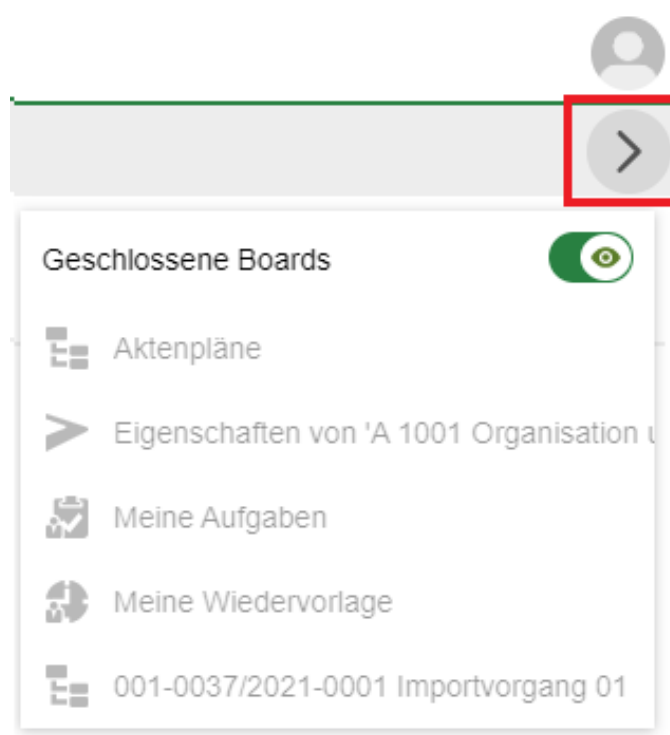 Geschlossene Boards
Aktenpläne
Eigenschaften von 'A 1001 Organisation
Meine Aufgaben
Meine Wiedervorlage
001-0037/2021-0001 Importvorgang 01